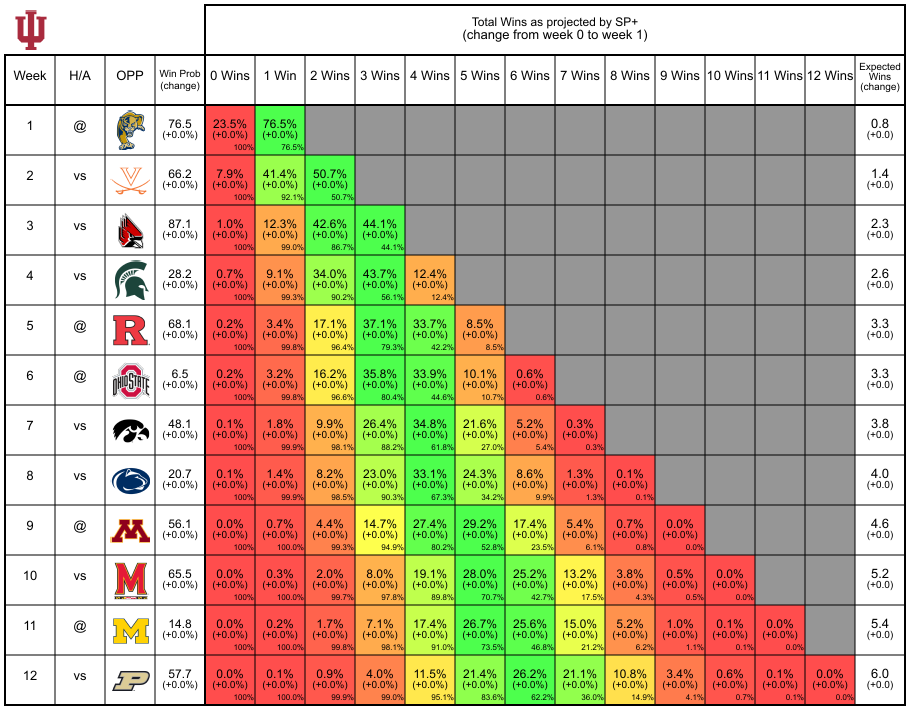 Total Wins as projected by SP+
(change from week 0 to week 1)
Week H/A OPP Win Prob (change) 0 Wins 1 Win 2 Wins 3 Wins 4 Wins 5 Wins 6 Wins 7 Wins 8 Wins 9 Wins 10 Wins 11 Wins 12 Wins Expected Wins (change)
1 @ 76.5 23.5% 76.5% 0.8
(+0.0%) (+0.0%) (+0.0%) (+0.0)
100% 76.5%
2 vs 66.2 7.9% 41.4% 50.7% 1.4
(+0.0%) (+0.0%) (+0.0%) (+0.0%) (+0.0)
100% 92.1% 50.7%
3 vs 87.1 1.0% 12.3% 42.6% 44.1% 2.3
(+0.0%) (+0.0%) (+0.0%) (+0.0%) (+0.0%) (+0.0)
100% 99.0% 86.7% 44.1%
4 vs 28.2 0.7% 9.1% 34.0% 43.7% 12.4% 2.6
(+0.0%) (+0.0%) (+0.0%) (+0.0%) (+0.0%) (+0.0%) (+0.0)
100% 99.3% 90.2% 56.1% 12.4%
5 @ R 68.1 0.2% 3.4% 17.1% 37.1% 33.7% 8.5% 3.3
(+0.0%) (+0.0%) (+0.0%) (+0.0%) (+0.0%) (+0.0%) (+0.0%) (+0.0)
100% 99.8% 96.4% 79.3% 42.2% 8.5%
6 @ OHIO STATE 6.5 0.2% 3.2% 16.2% 35.8% 33.9% 10.1% 0.6% 3.3
(+0.0%) (+0.0%) (+0.0%) (+0.0%) (+0.0%) (+0.0%) (+0.0%) (+0.0%) (+0.0)
100% 99.8% 96.6% 80.4% 44.6% 10.7% 0.6%
7 vs 48.1 0.1% 1.8% 9.9% 26.4% 34.8% 21.6% 5.2% 0.3% 3.8
(+0.0%) (+0.0%) (+0.0%) (+0.0%) (+0.0%) (+0.0%) (+0.0%) (+0.0%) (+0.0%) (+0.0)
100% 99.9% 98.1% 88.2% 61.8% 27.0% 5.4% 0.3%
8 vs 20.7 0.1% 1.4% 8.2% 23.0% 33.1% 24.3% 8.6% 1.3% 0.1% 4.0
(+0.0%) (+0.0%) (+0.0%) (+0.0%) (+0.0%) (+0.0%) (+0.0%) (+0.0%) (+0.0%) (+0.0%) (+0.0)
100% 99.9% 98.5% 90.3% 67.3% 34.2% 9.9% 1.3% 0.1%
9 @ M 56.1 0.0% 0.7% 4.4% 14.7% 27.4% 29.2% 17.4% 5.4% 0.7% 0.0% 4.6
(+0.0%) (+0.0%) (+0.0%) (+0.0%) (+0.0%) (+0.0%) (+0.0%) (+0.0%) (+0.0%) (+0.0%) (+0.0%) (+0.0)
100% 100.0% 99.3% 94.9% 80.2% 52.8% 23.5% 6.1% 0.8% 0.0%
10 vs M 65.5 0.0% 0.3% 2.0% 8.0% 19.1% 28.0% 25.2% 13.2% 3.8% 0.5% 0.0% 5.2
(+0.0%) (+0.0%) (+0.0%) (+0.0%) (+0.0%) (+0.0%) (+0.0%) (+0.0%) (+0.0%) (+0.0%) (+0.0%) (+0.0%) (+0.0)
100% 100.0% 99.7% 97.8% 89.8% 70.7% 42.7% 17.5% 4.3% 0.5% 0.0%
11 @ M 14.8 0.0% 0.2% 1.7% 7.1% 17.4% 26.7% 25.6% 15.0% 5.2% 1.0% 0.1% 0.0% 5.4
(+0.0%) (+0.0%) (+0.0%) (+0.0%) (+0.0%) (+0.0%) (+0.0%) (+0.0%) (+0.0%) (+0.0%) (+0.0%) (+0.0%) (+0.0%) (+0.0)
100% 100.0% 99.8% 98.1% 91.0% 73.5% 46.8% 21.2% 6.2% 1.1% 0.1% 0.0%
12 vs P 57.7 0.0% 0.1% 0.9% 4.0% 11.5% 21.4% 26.2% 21.1% 10.8% 3.4% 0.6% 0.1% 0.0% 6.0
(+0.0%) (+0.0%) (+0.0%) (+0.0%) (+0.0%) (+0.0%) (+0.0%) (+0.0%) (+0.0%) (+0.0%) (+0.0%) (+0.0%) (+0.0%) (+0.0%) (+0.0)
100% 100.0% 99.9% 99.0% 95.1% 83.6% 62.2% 36.0% 14.9% 4.1% 0.7% 0.1% 0.0%